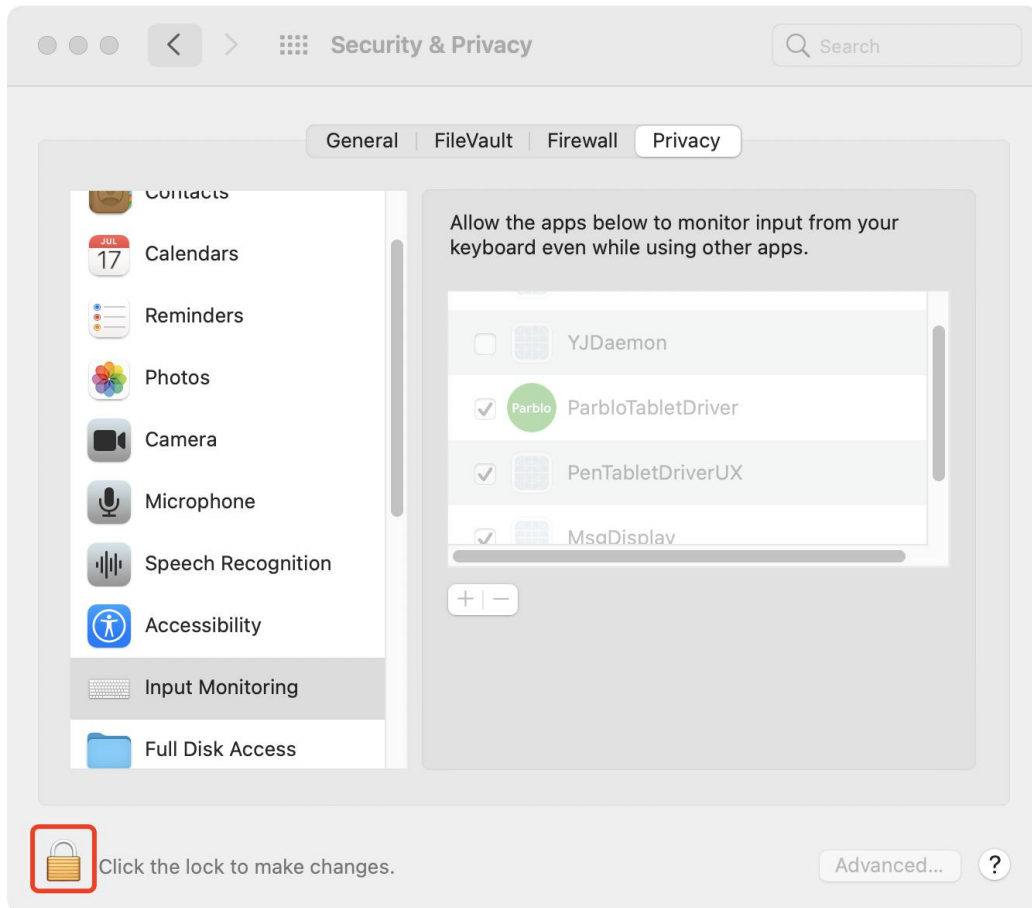 Security & Privacy
Search
General
FileVault
Firewall
Privacy
Contacts
JUL
17
Calendars
Reminders
Photos
Camera
Microphone
Speech Recognition
Accessibility
Input Monitoring
Full Disk Access
Allow the apps below to monitor input from your
keyboard even while using other apps.
YJDaemon
Parblo
ParbloTabletDriver
PenTabletDriverUX
MsgDisplay
Click the lock to make changes.
Advanced...
?